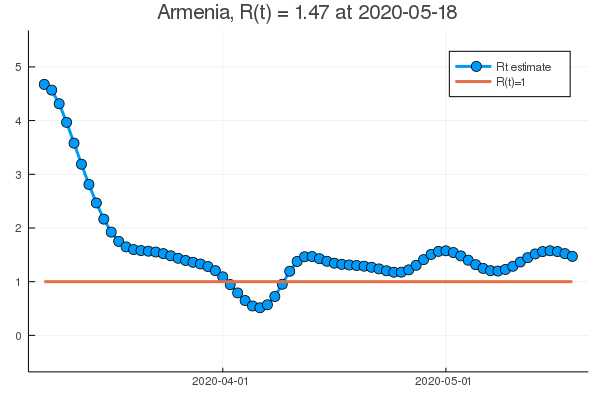 Armenia, R(t) = 1.47 at 2020-05-18
5
4
3
2
1
0
Rt estimate
R(t)=1
2020-04-01
2020-05-01